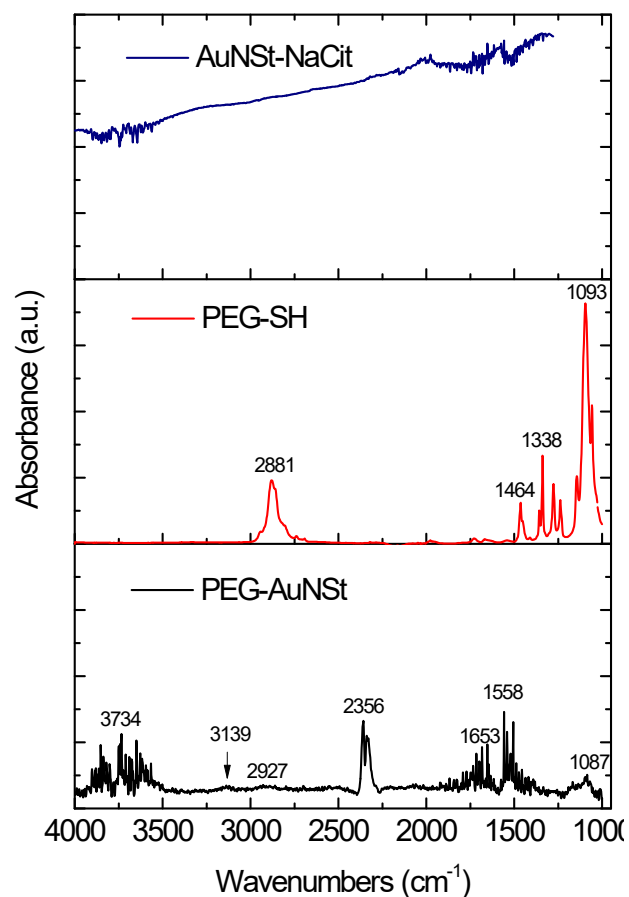 AuNSt-NaCit
PEG-SH
1093
2881
1464
1338
PEG-AuNSt
3734
3139
2927
2356
1653
1558
1087
Absorbance (a.u.)
4000 3500 3000 2500 2000 1500 1000
Wavenumbers (cm⁻¹)